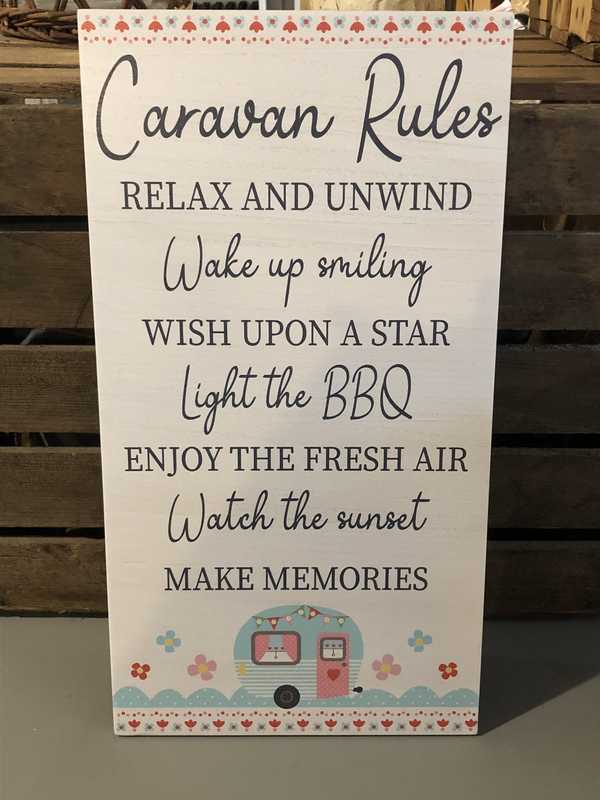 Caravan Rules
RELAX AND UNWIND
Wake up smiling
WISH UPON A STAR
Light the BBQ
ENJOY THE FRESH AIR
Watch the sunset
MAKE MEMORIES